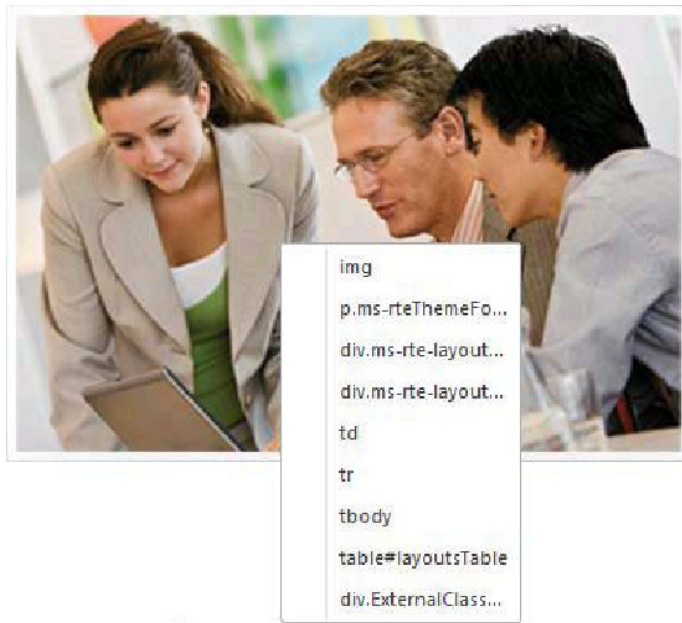 img
p.ms-rteThemeFo...
div.ms-rte-layout...
div.ms-rte-layout...
td
tr
tbody
table#layoutsTable
div.ExternalClass...